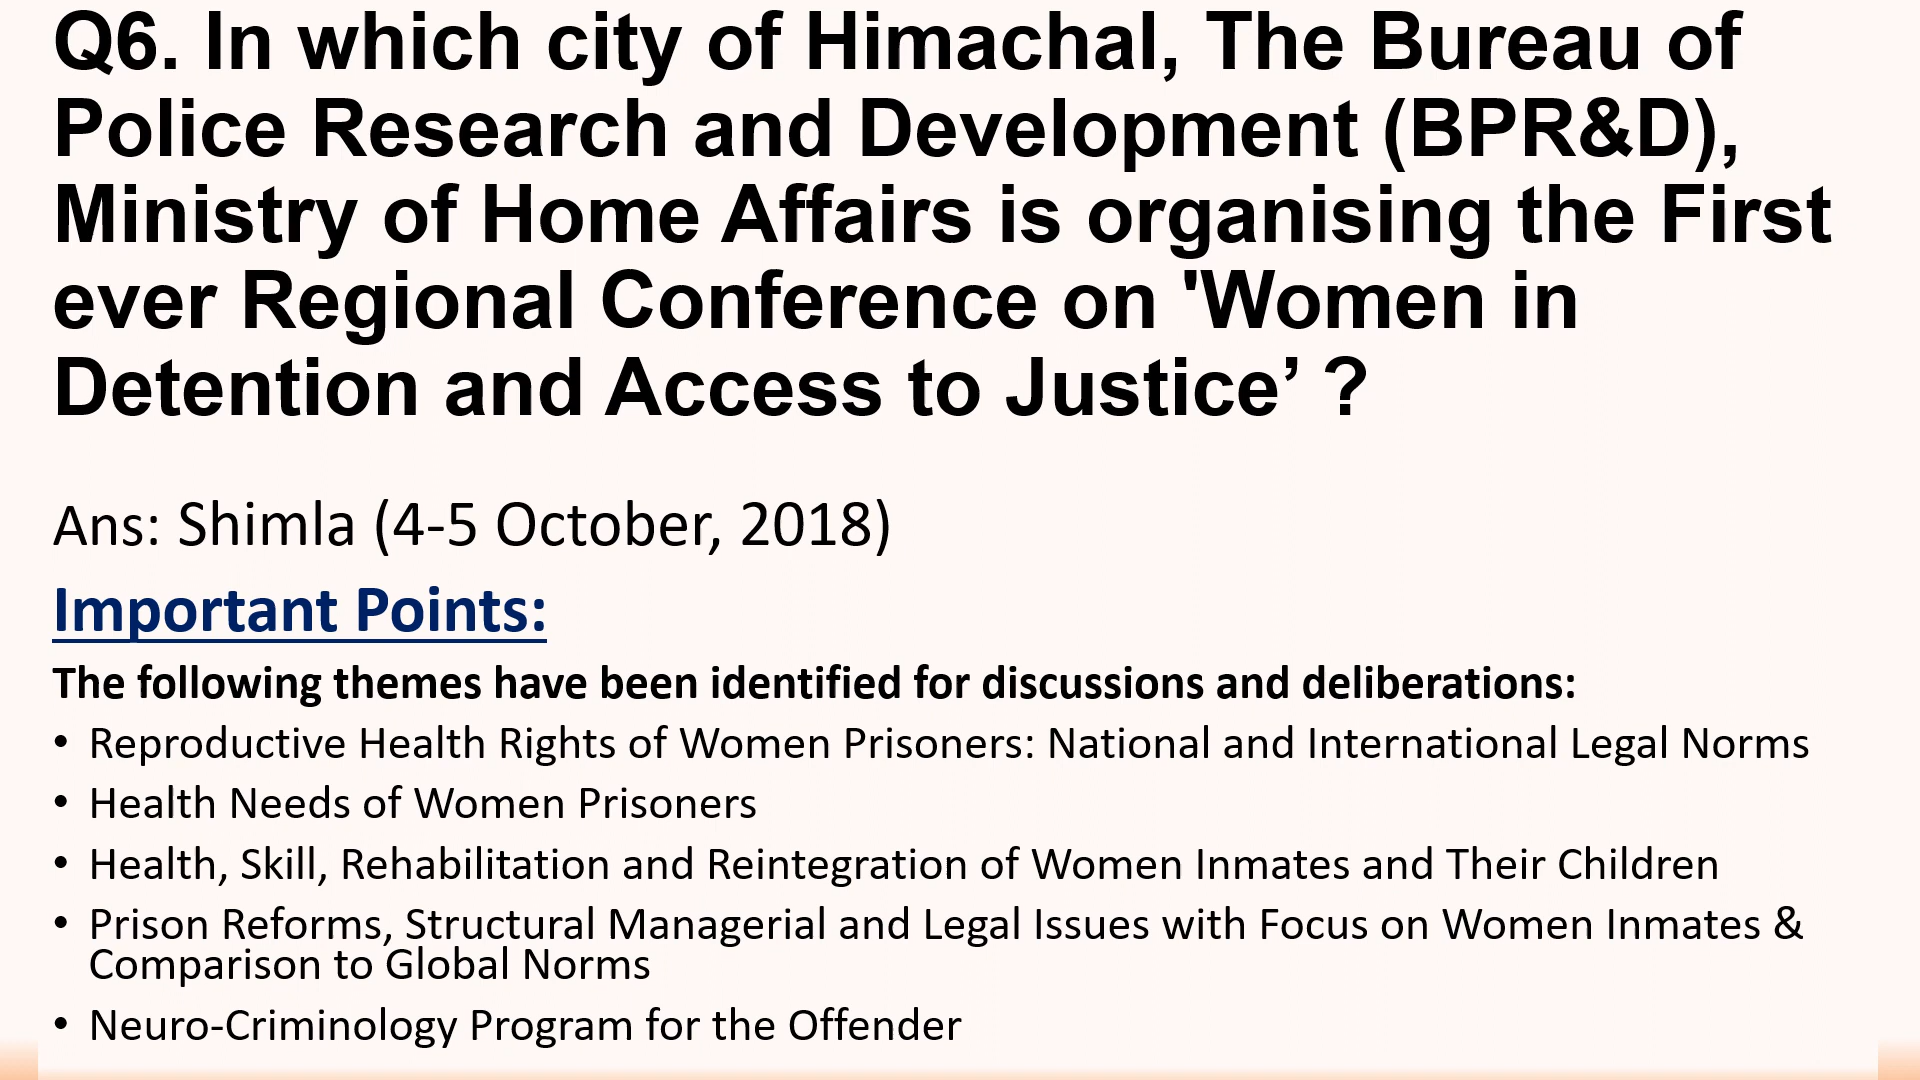 Q6. In which city of Himachal, The Bureau of
Police Research and Development (BPR&D),
Ministry of Home Affairs is organising the First
ever Regional Conference on 'Women in
Detention and Access to Justice’ ?
Ans: Shimla (4-5 October, 2018)
Important Points:
The following themes have been identified for discussions and deliberations:
• Reproductive Health Rights of Women Prisoners: National and International Legal Norms
• Health Needs of Women Prisoners
• Health, Skill, Rehabilitation and Reintegration of Women Inmates and Their Children
• Prison Reforms, Structural Managerial and Legal Issues with Focus on Women Inmates &
Comparison to Global Norms
• Neuro-Criminology Program for the Offender